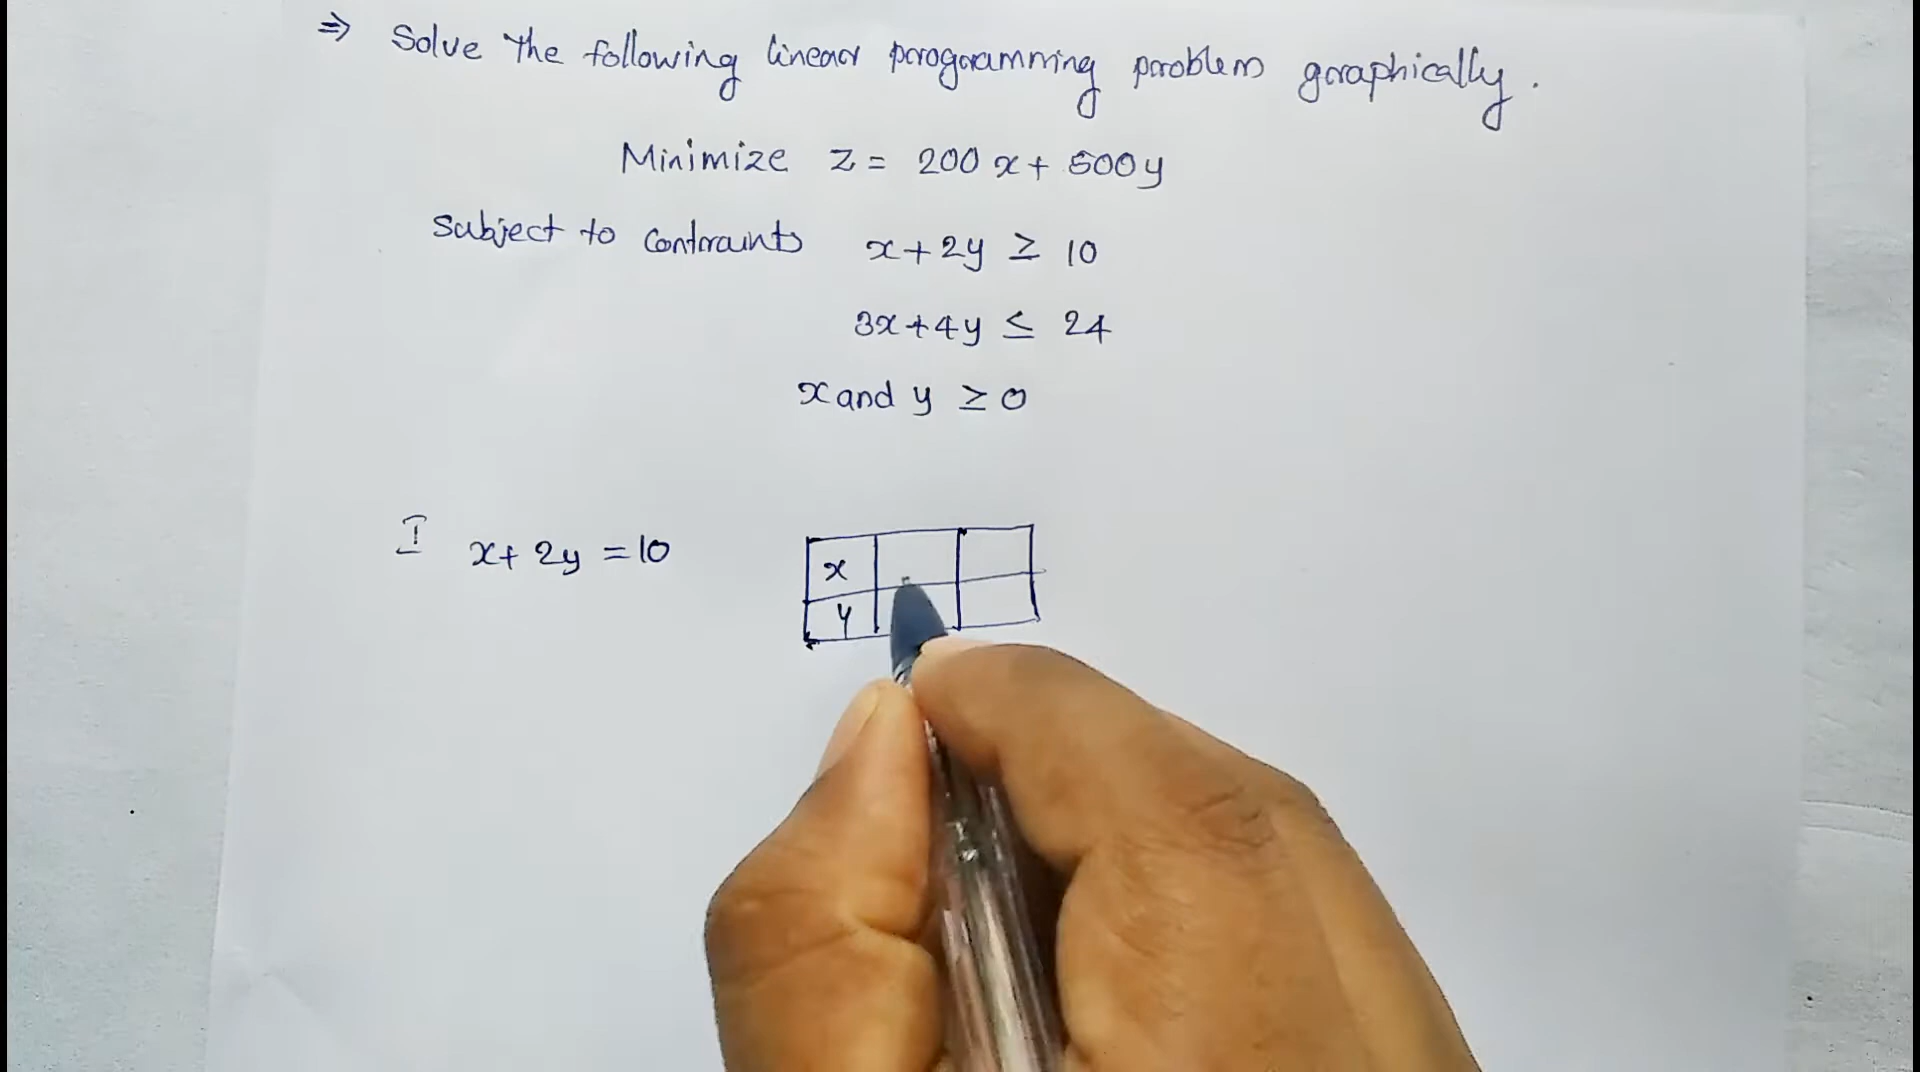 ⇒ Solve the following linear programming problem graphically.
Minimize z = 200x + 500y
Subject to contraints x + 2y ≥ 10
3x + 4y ≤ 24
x and y ≥ 0
I x + 2y = 10
x
y